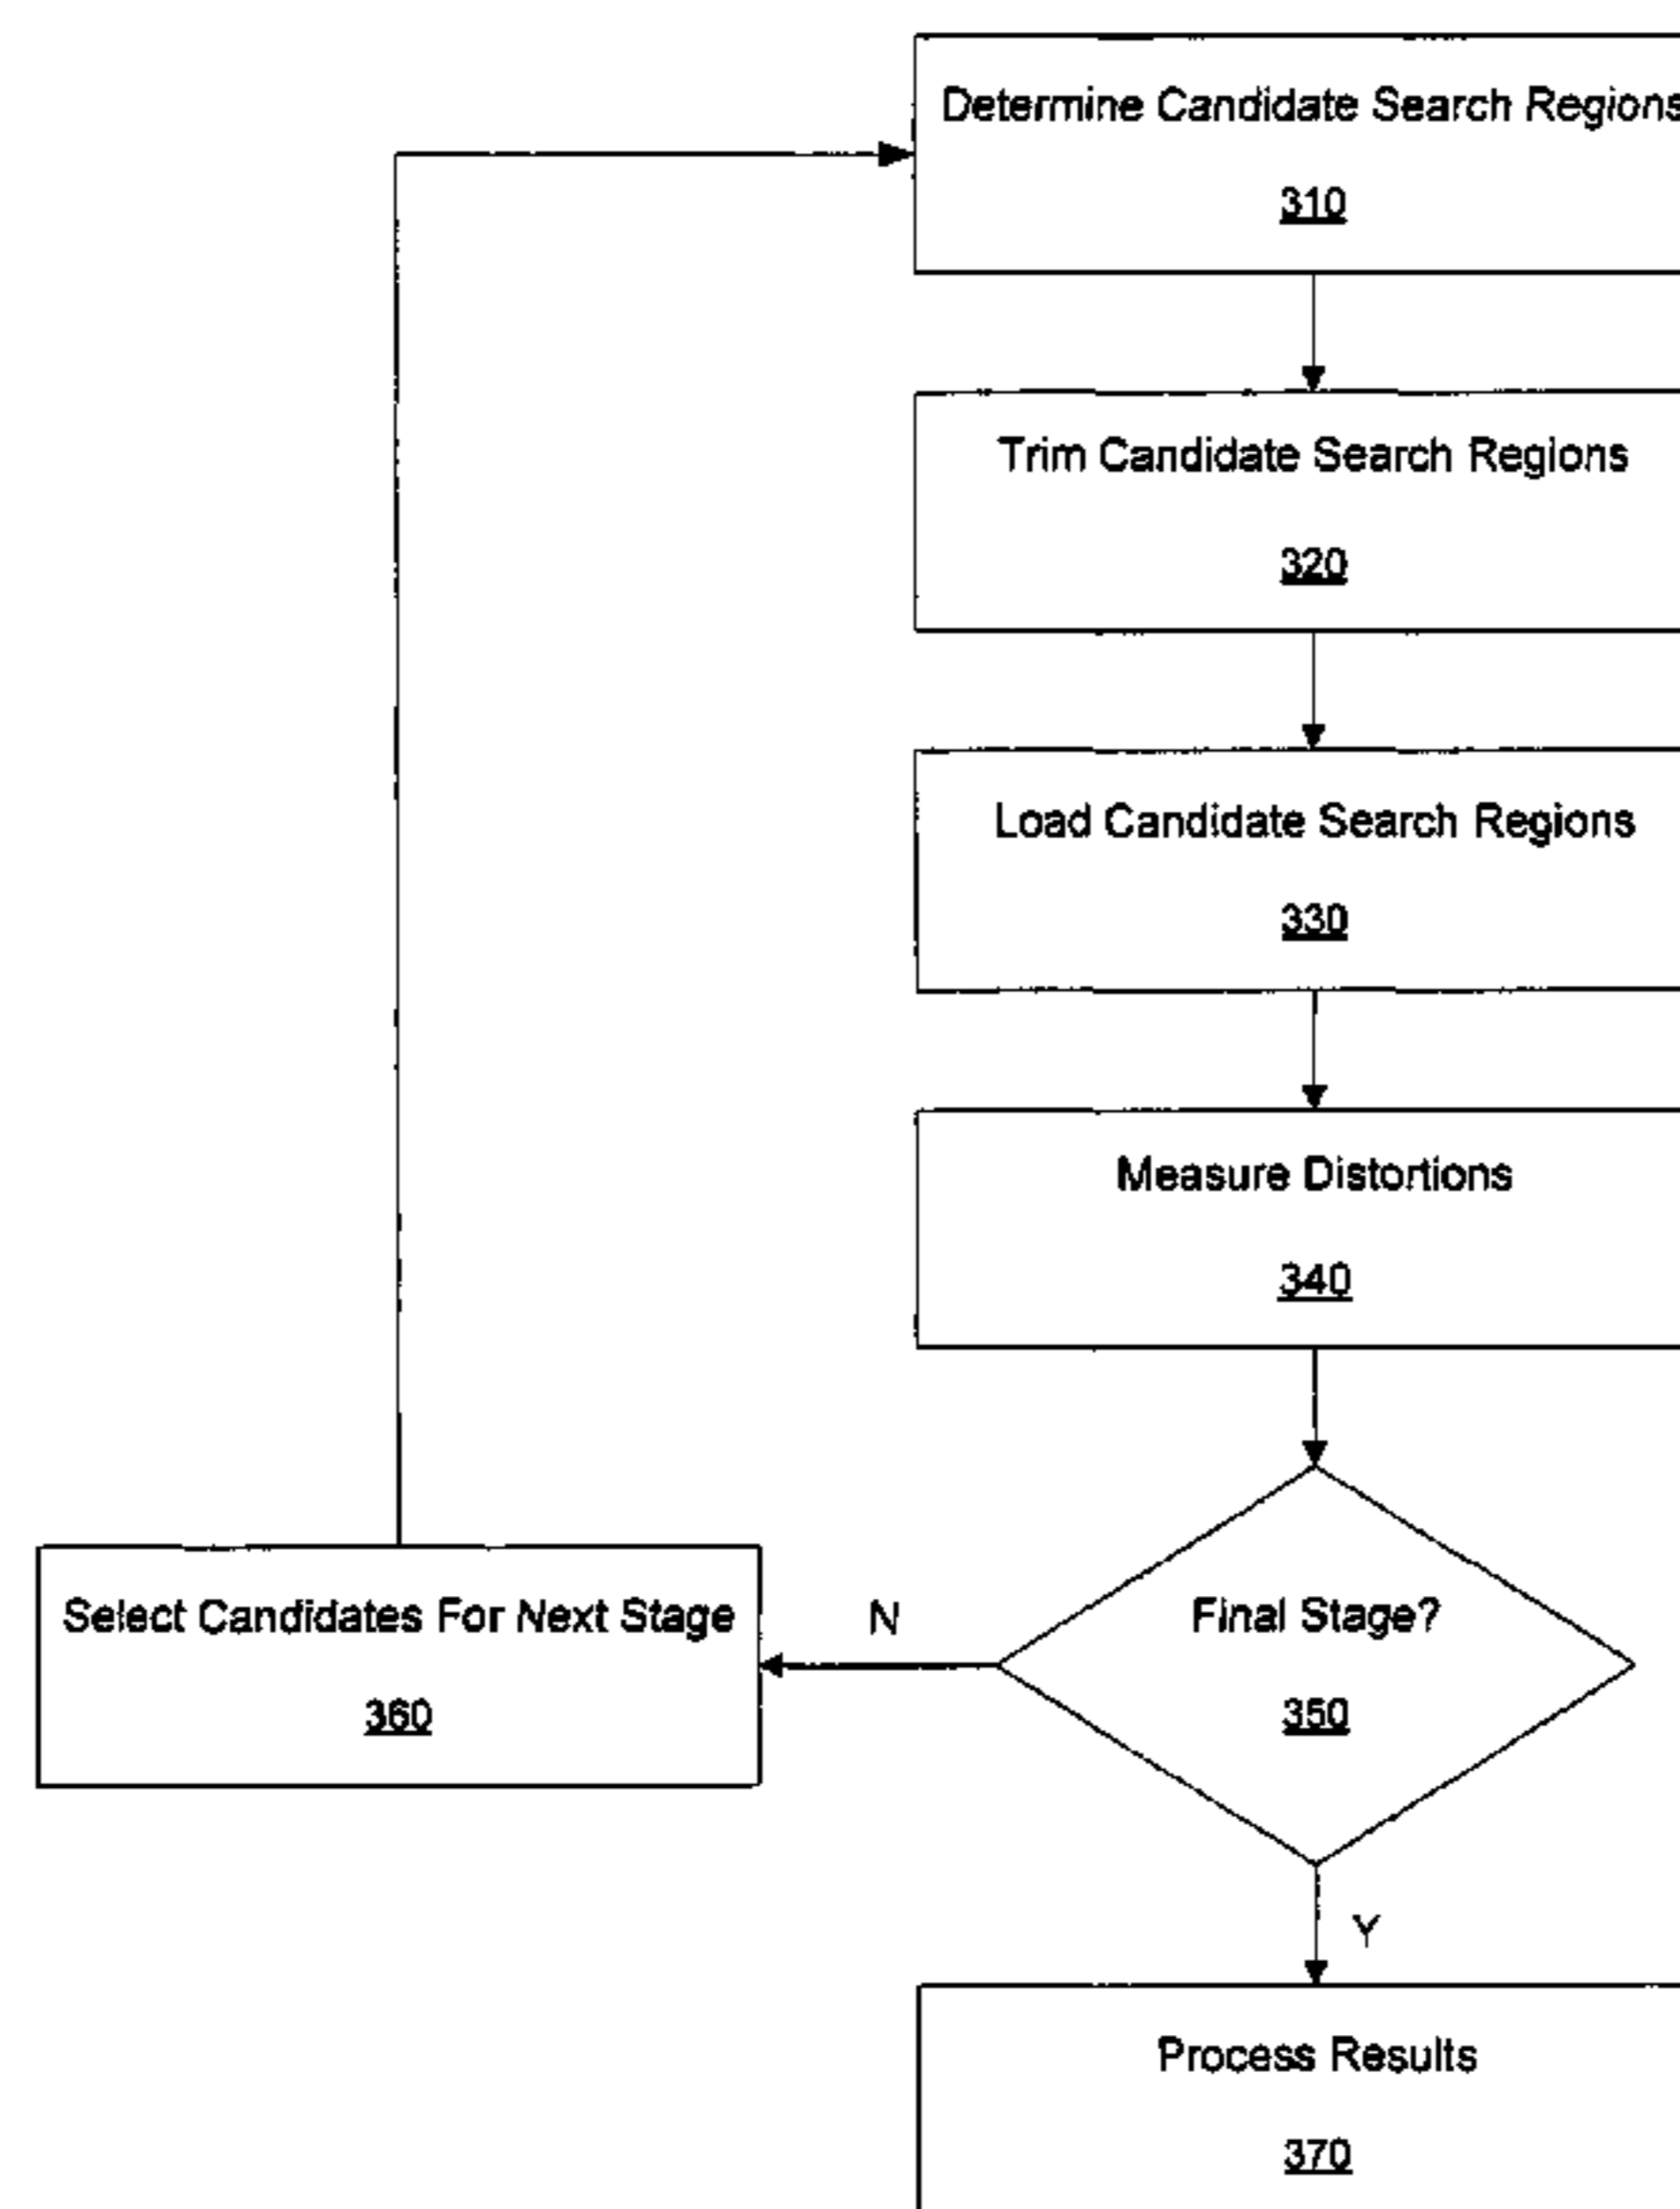 Determine Candidate Search Regions
310
Trim Candidate Search Regions
320
Load Candidate Search Regions
330
Measure Distortions
340
Final Stage?
350
N
Select Candidates For Next Stage
360
Y
Process Results
370